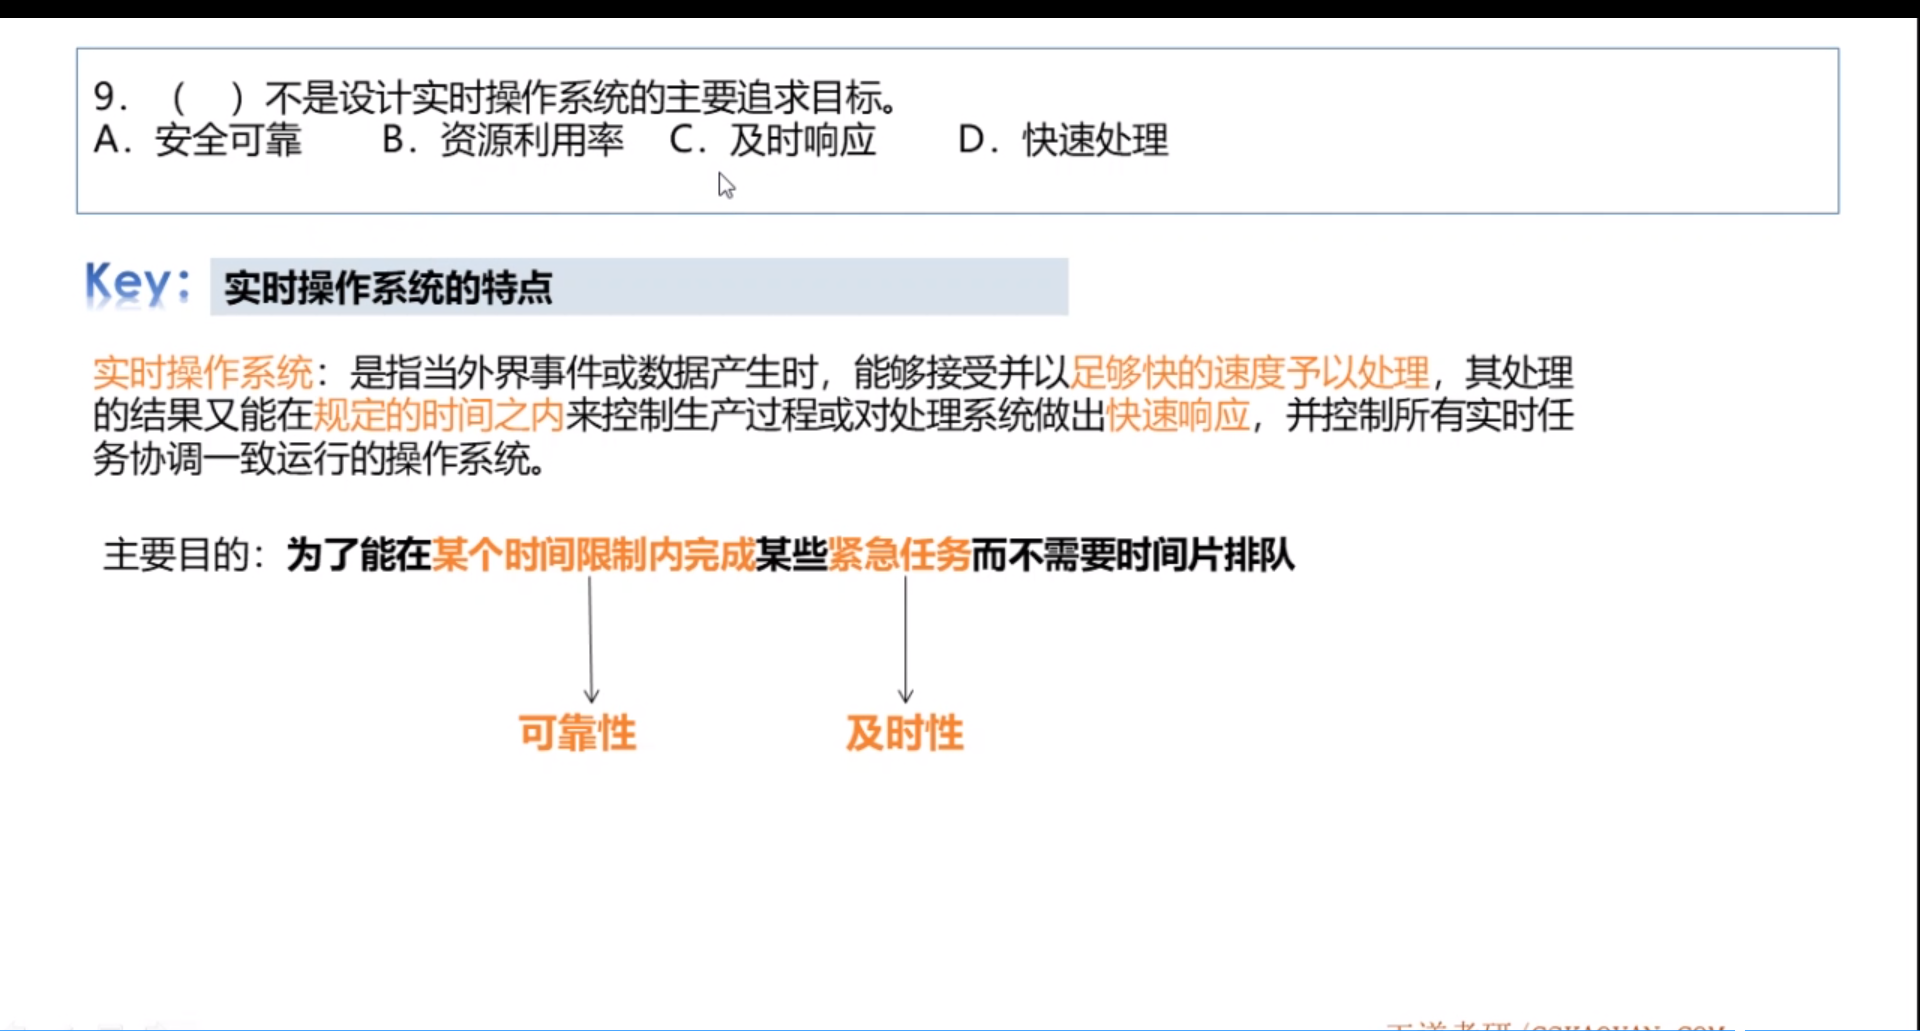 9. （ ）不是设计实时操作系统的主要追求目标。
A. 安全可靠 B. 资源利用率 C. 及时响应 D. 快速处理
Key: 实时操作系统的特点
实时操作系统：是指当外界事件或数据产生时，能够接受并以足够快的速度予以处理，其处理
的结果又能在规定的时间之内来控制生产过程或对处理系统做出快速响应，并控制所有实时任
务协调一致运行的操作系统。
主要目的：为了能在某个时间限制内完成某些紧急任务而不需要时间片排队
可靠性 及时性